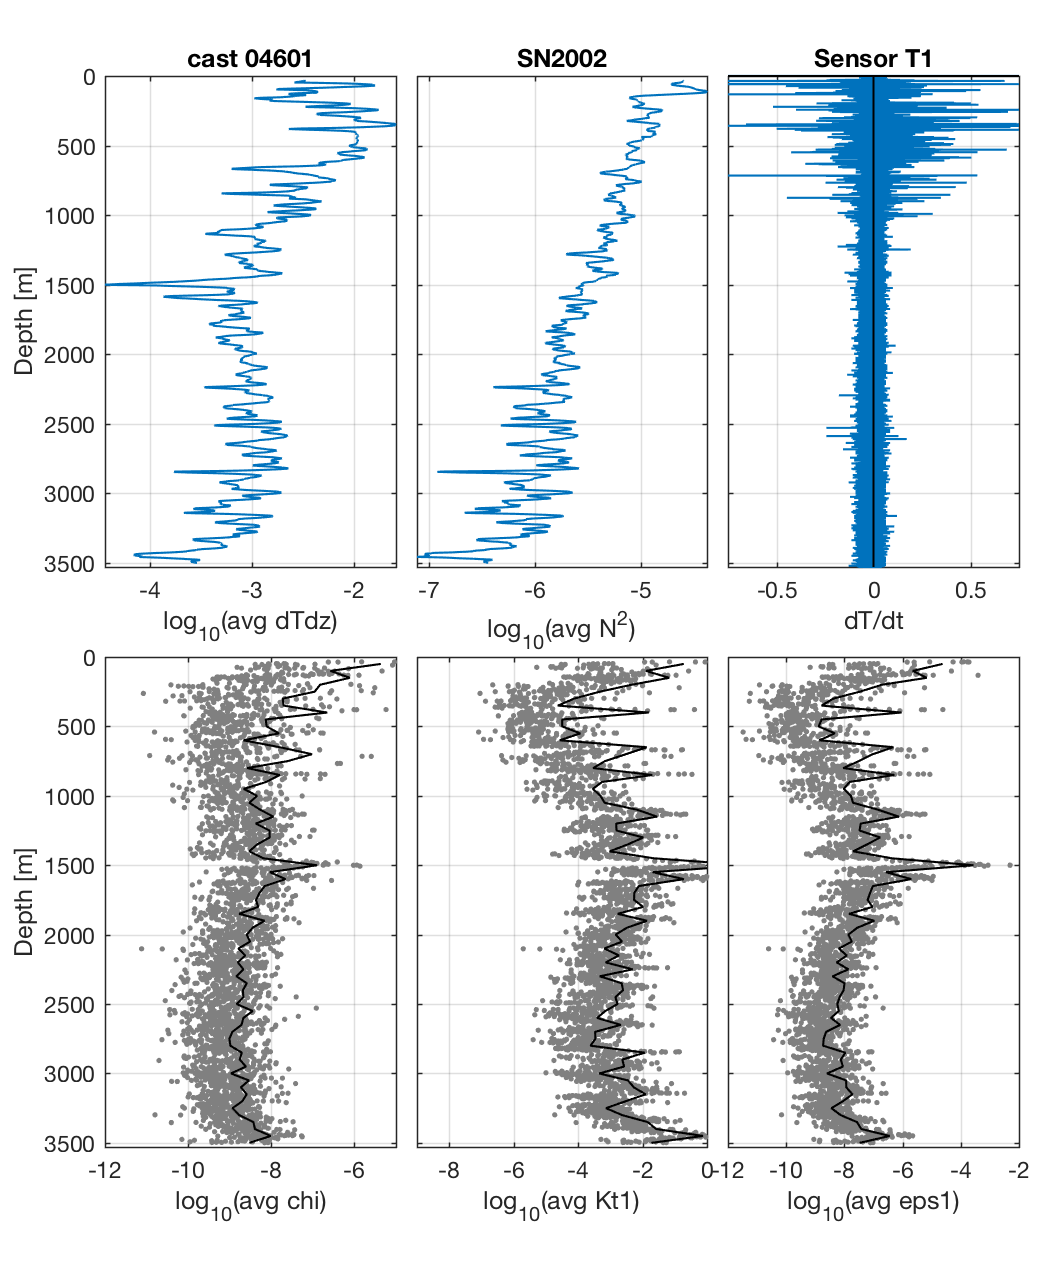 cast 04601
SN2002
Sensor T1
0
500
1000
1500
2000
2500
3000
3500
Depth [m]
-4 -3 -2
log10(avg dTdz)
-7 -6 -5
log10(avg N2)
-0.5 0 0.5
dT/dt
0
500
1000
1500
2000
2500
3000
3500
Depth [m]
-12 -10 -8 -6
log10(avg chi)
-8 -6 -4 -2 0
log10(avg Kt1)
-12 -10 -8 -6 -4 -2
log10(avg eps1)